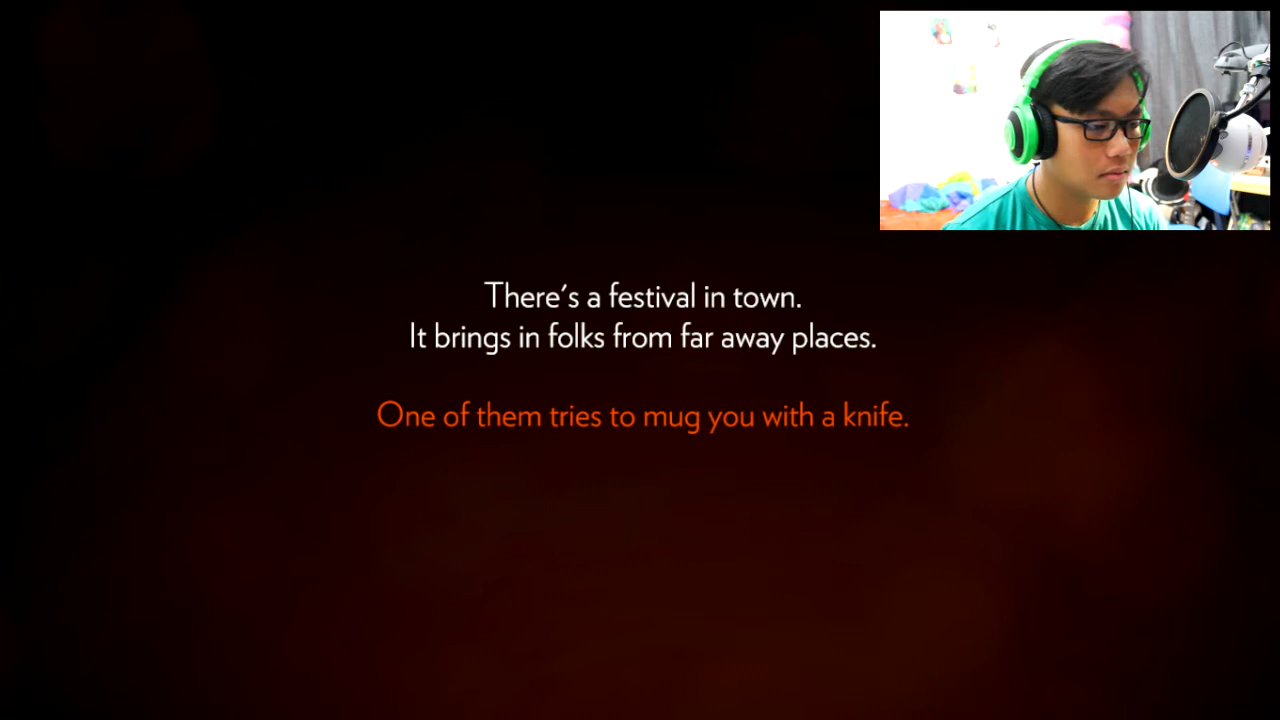 There's a festival in town.
It brings in folks from far away places.
One of them tries to mug you with a knife.